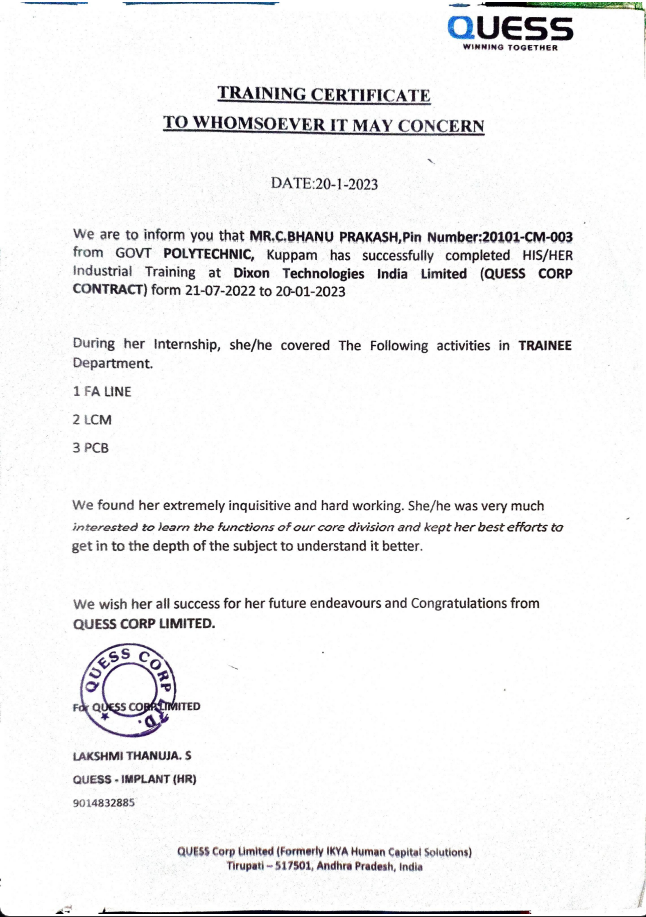 QUESS
WINNING TOGETHER
TRAINING CERTIFICATE
TO WHOMSOEVER IT MAY CONCERN
DATE:20-1-2023
We are to inform you that MR.C.BHANU PRAKASH,Pin Number:20101-CM-003
from GOVT POLYTECHNIC, Kuppam has successfully completed HIS/HER
Industrial Training at Dixon Technologies India Limited (QUESS CORP
CONTRACT) form 21-07-2022 to 20-01-2023
During her Internship, she/he covered The Following activities in TRAINEE
Department.
1 FA LINE
2 LCM
3 PCB
We found her extremely inquisitive and hard working. She/he was very much
interested to learn the functions of our core division and kept her best efforts to
get in to the depth of the subject to understand it better.
We wish her all success for her future endeavours and Congratulations from
QUESS CORP LIMITED.
QUESS CORP LTD.
For QUESS CORP LIMITED
LAKSHMI THANUJA. S
QUESS - IMPLANT (HR)
9014832885
QUESS Corp Limited (Formerly IKYA Human Capital Solutions)
Tirupati – 517501, Andhra Pradesh, India